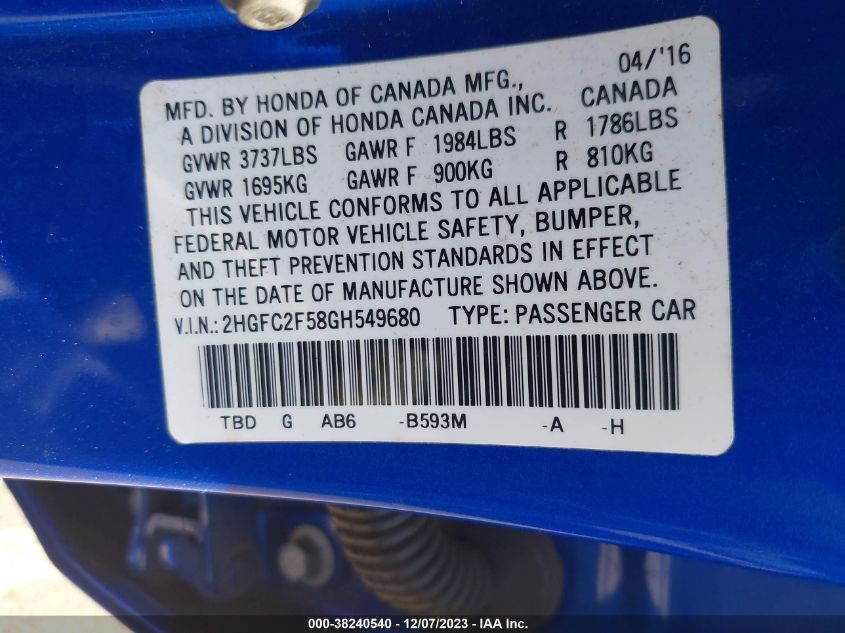 04/'16
MFD. BY HONDA OF CANADA MFG., CANADA
A DIVISION OF HONDA CANADA INC.
GVWR 3737LBS GAWR F 1984LBS R 1786LBS
GVWR 1695KG GAWR F 900KG R 810KG
THIS VEHICLE CONFORMS TO ALL APPLICABLE
FEDERAL MOTOR VEHICLE SAFETY, BUMPER,
AND THEFT PREVENTION STANDARDS IN EFFECT
ON THE DATE OF MANUFACTURE SHOWN ABOVE.
V.I.N.: 2HGFC2F58GH549680 TYPE: PASSENGER CAR
TBD G AB6 -B593M -A -H
000-38240540 - 12/07/2023 - IAA Inc.